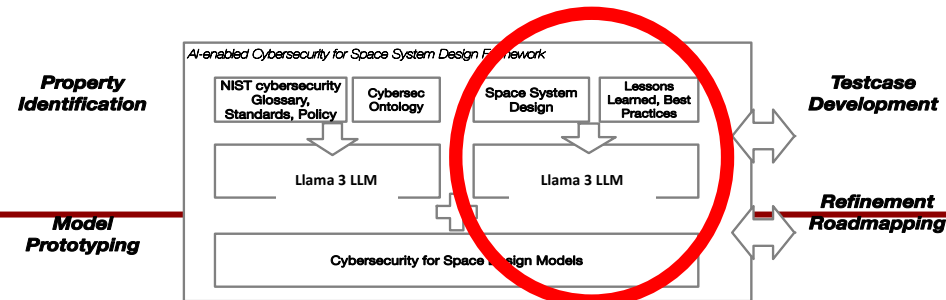 AI-enabled Cybersecurity for Space System Design Framework
Property
Identification
NIST cybersecurity
Glossary,
Standards, Policy
Cybersec
Ontology
Space System
Design
Lessons
Learned, Best
Practices
Testcase
Development
Llama 3 LLM
Llama 3 LLM
Model
Prototyping
Refinement
Roadmapping
Cybersecurity for Space Design Models